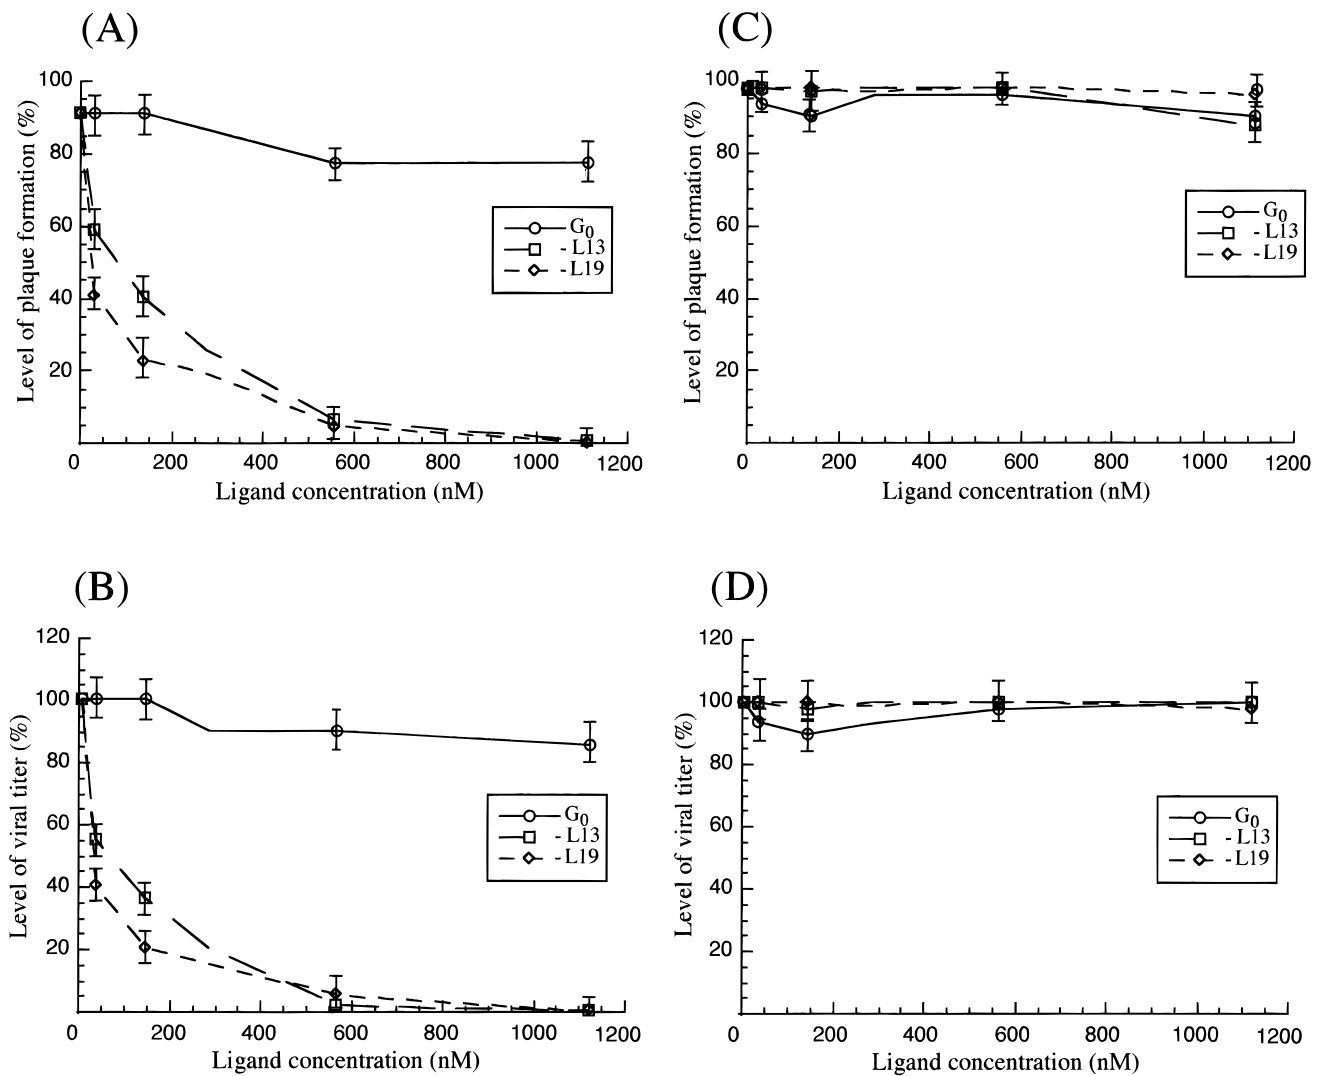 (A)
Level of plaque formation (%)
100
80
60
40
20
0 200 400 600 800 1000 1200
Ligand concentration (nM)
G0
- L13
- L19
(C)
Level of plaque formation (%)
100
80
60
40
20
0 200 400 600 800 1000 1200
Ligand concentration (nM)
G0
- L13
- L19
(B)
Level of viral titer (%)
120
100
80
60
40
20
0 200 400 600 800 1000 1200
Ligand concentration (nM)
G0
- L13
- L19
(D)
Level of viral titer (%)
120
100
80
60
40
20
0 200 400 600 800 1000 1200
Ligand concentration (nM)
G0
- L13
- L19